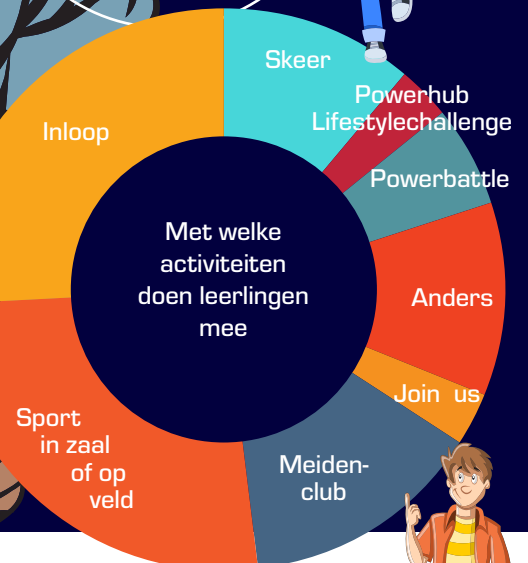 Skeer
Powerhub
Lifestylechallenge
Inloop
Powerbattle
Met welke
activiteiten
doen leerlingen
mee
Anders
Join us
Sport
in zaal
of op
veld
Meiden-
club